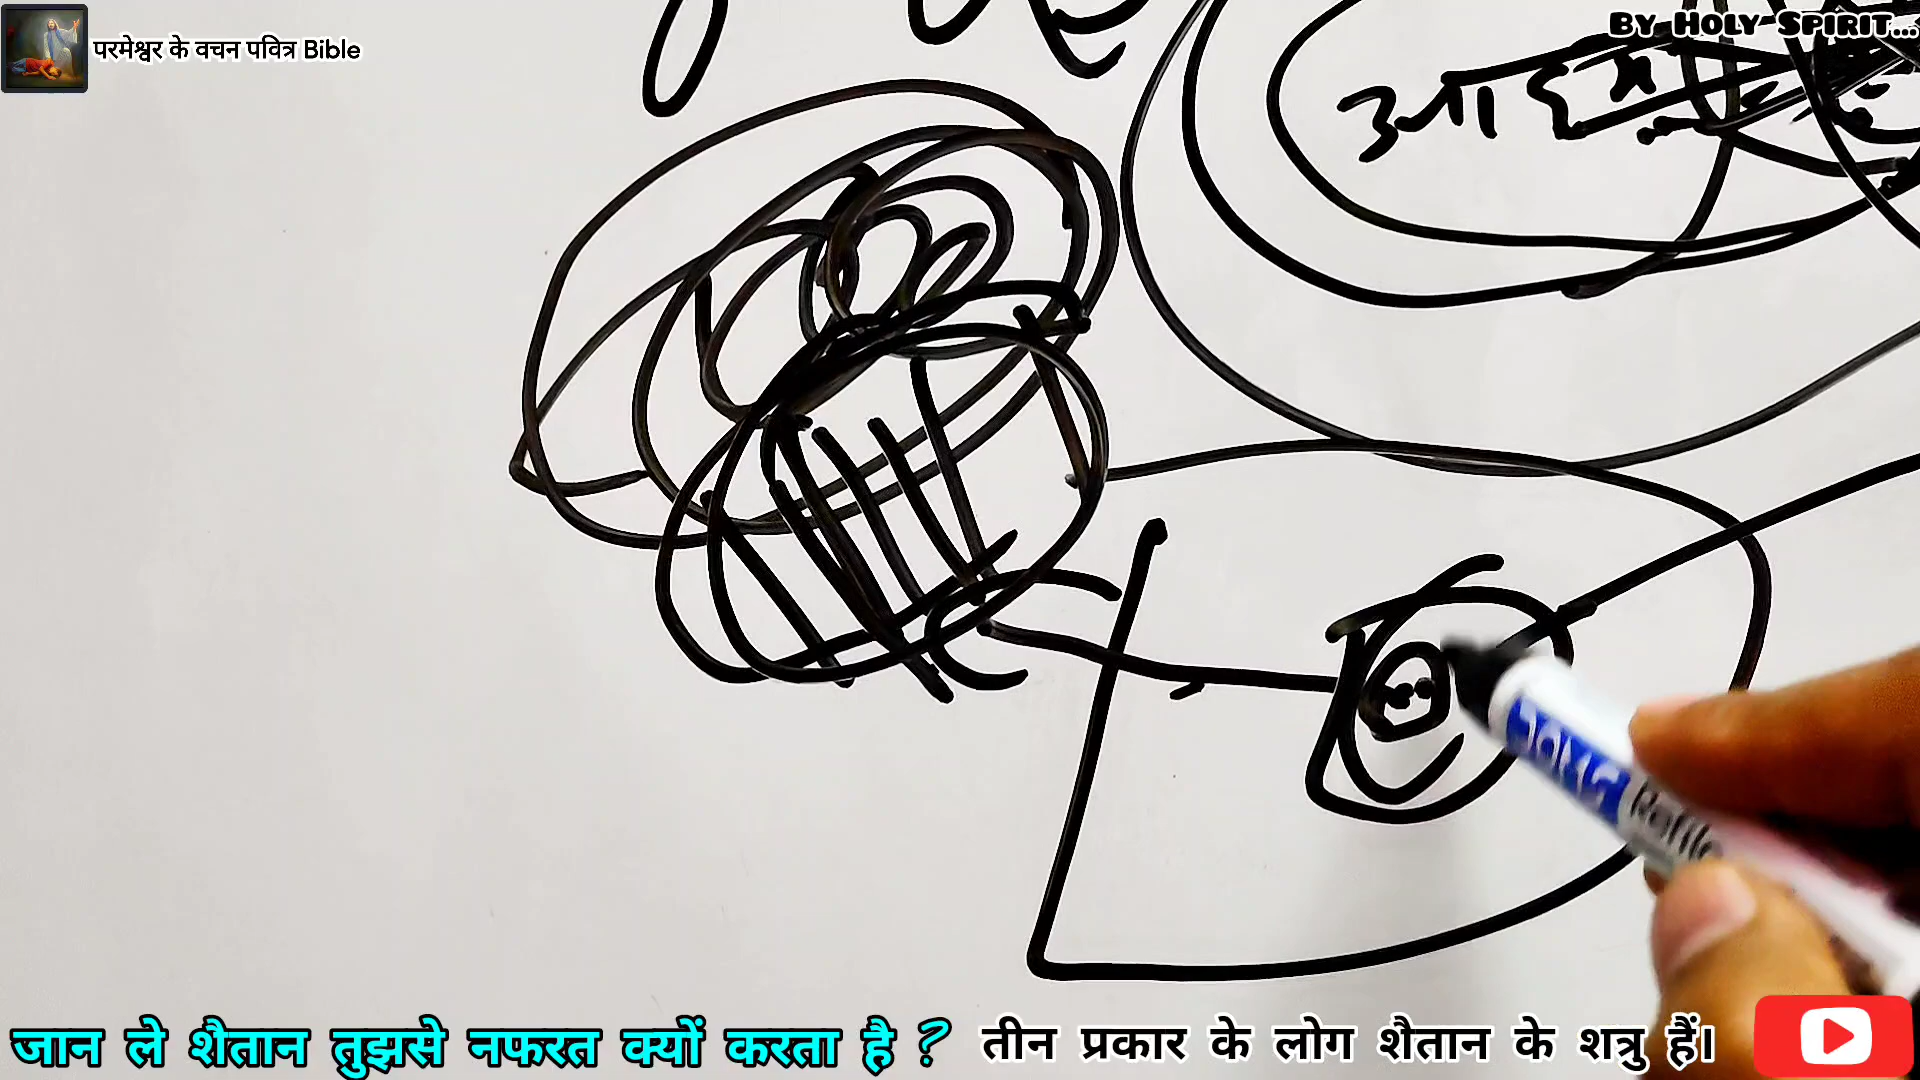 By Holy Spirit...
परमेश्वर के वचन पवित्र Bible
आदम
जान ले शैतान तुझसे नफरत क्यों करता है ? तीन प्रकार के लोग शैतान के शत्रु हैं।